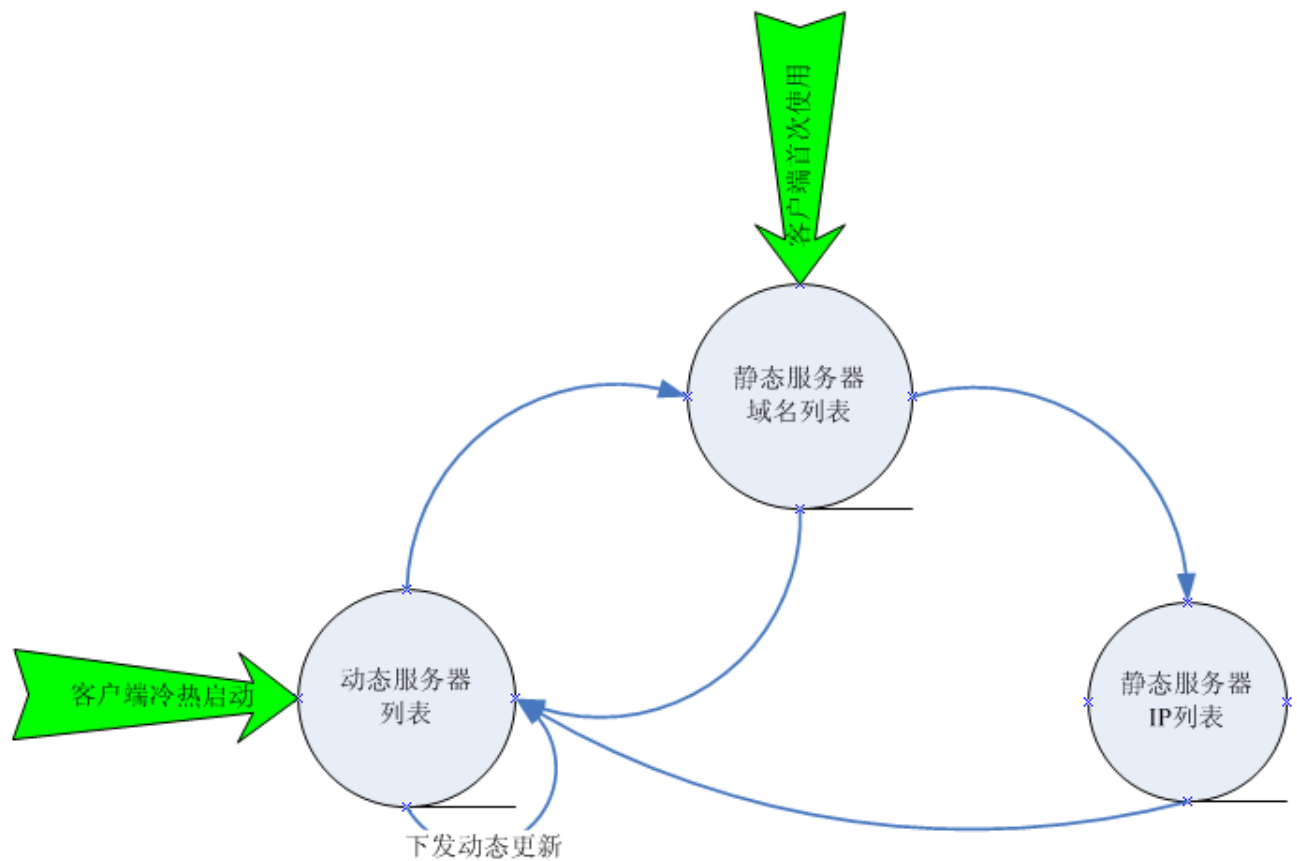 客户端首次使用
静态服务器
域名列表
客户端冷热启动
动态服务器
列表
静态服务器
IP列表
下发动态更新